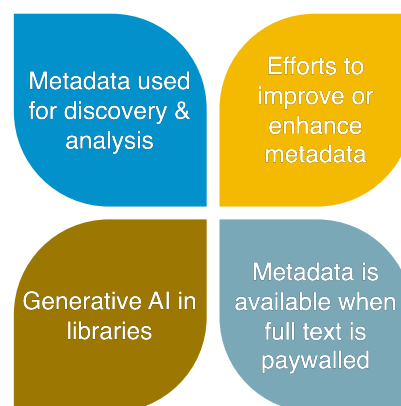 Metadata used
for discovery &
analysis
Efforts to
improve or
enhance
metadata
Generative AI in
libraries
Metadata is
available when
full text is
paywalled